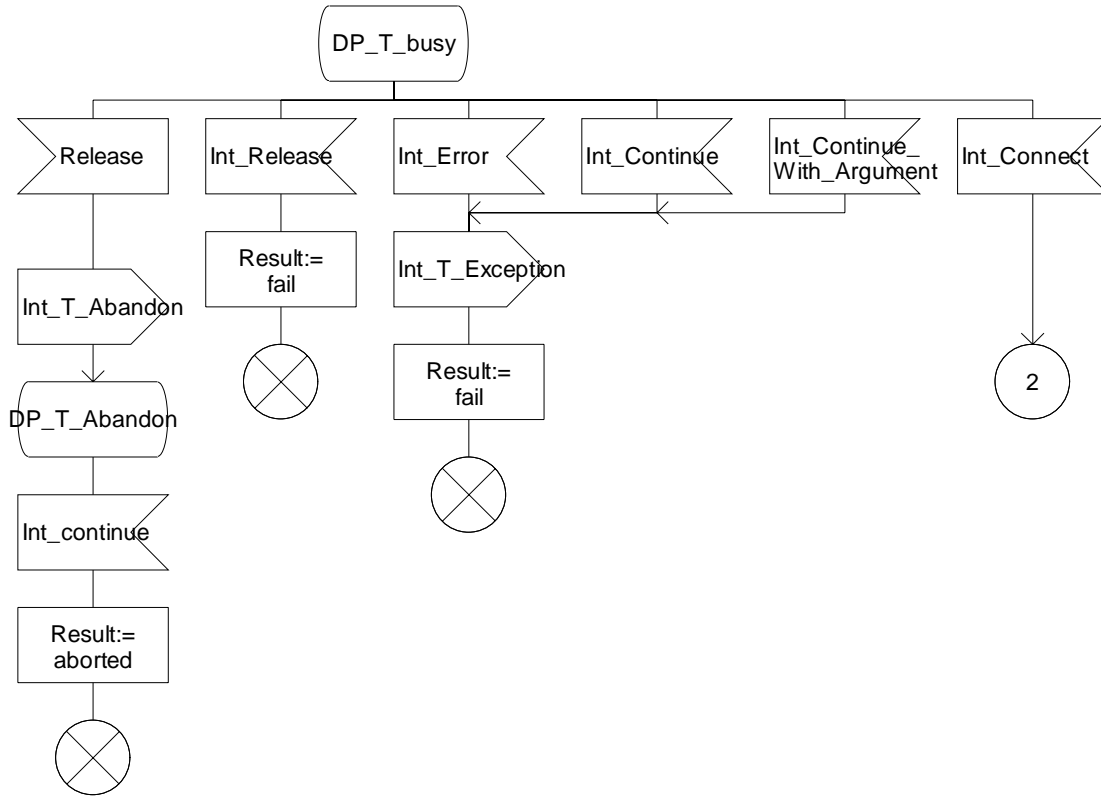 DP_T_busy
Release
Int_Release
Int_Error
Int_Continue
Int_Continue_
With_Argument
Int_Connect
Result:=
fail
Int_T_Exception
Int_T_Abandon
Result:=
fail
2
DP_T_Abandon
Int_continue
Result:=
aborted